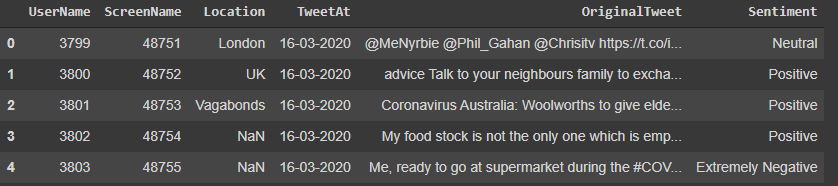 UserName ScreenName Location TweetAt OriginalTweet Sentiment
0 3799 48751 London 16-03-2020 @MeNyrbie @Phil_Gahan @Chrisitv https://t.co/i... Neutral
1 3800 48752 UK 16-03-2020 advice Talk to your neighbours family to excha... Positive
2 3801 48753 Vagabonds 16-03-2020 Coronavirus Australia: Woolworths to give elde... Positive
3 3802 48754 NaN 16-03-2020 My food stock is not the only one which is emp... Positive
4 3803 48755 NaN 16-03-2020 Me, ready to go at supermarket during the #COV... Extremely Negative